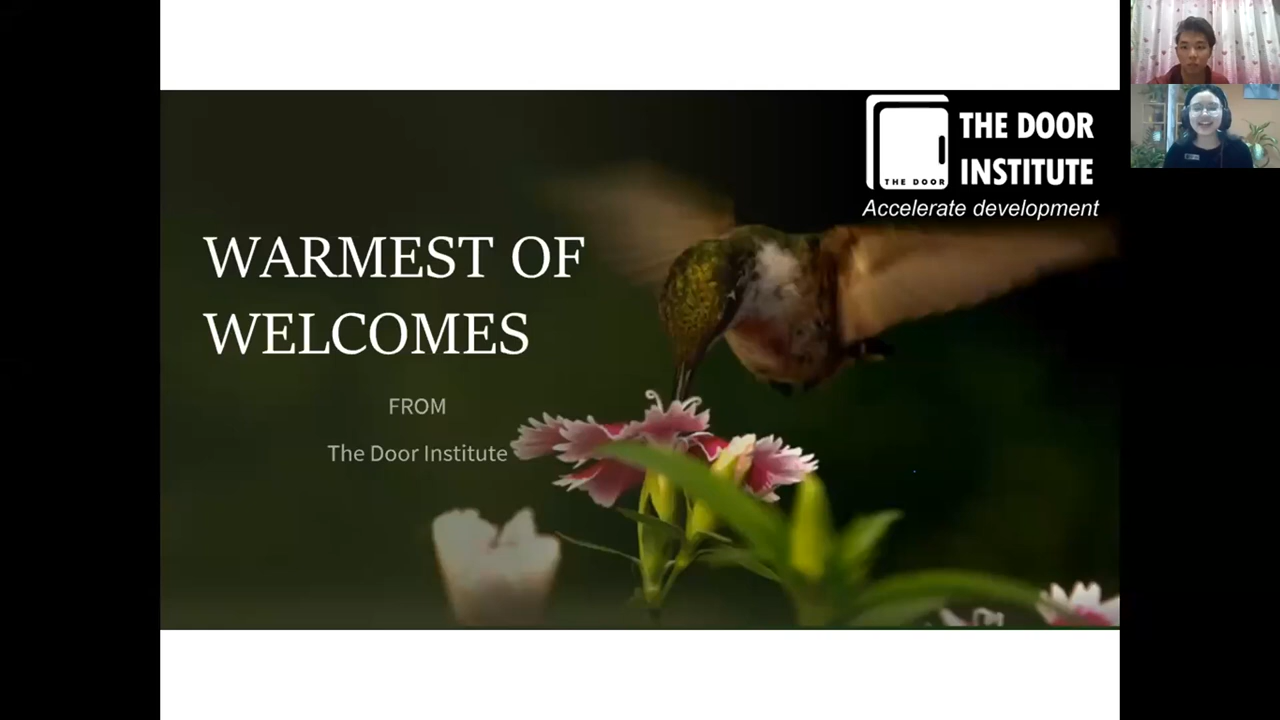 THE DOOR
INSTITUTE
THE DOOR
Accelerate development
WARMEST OF
WELCOMES
FROM
The Door Institute